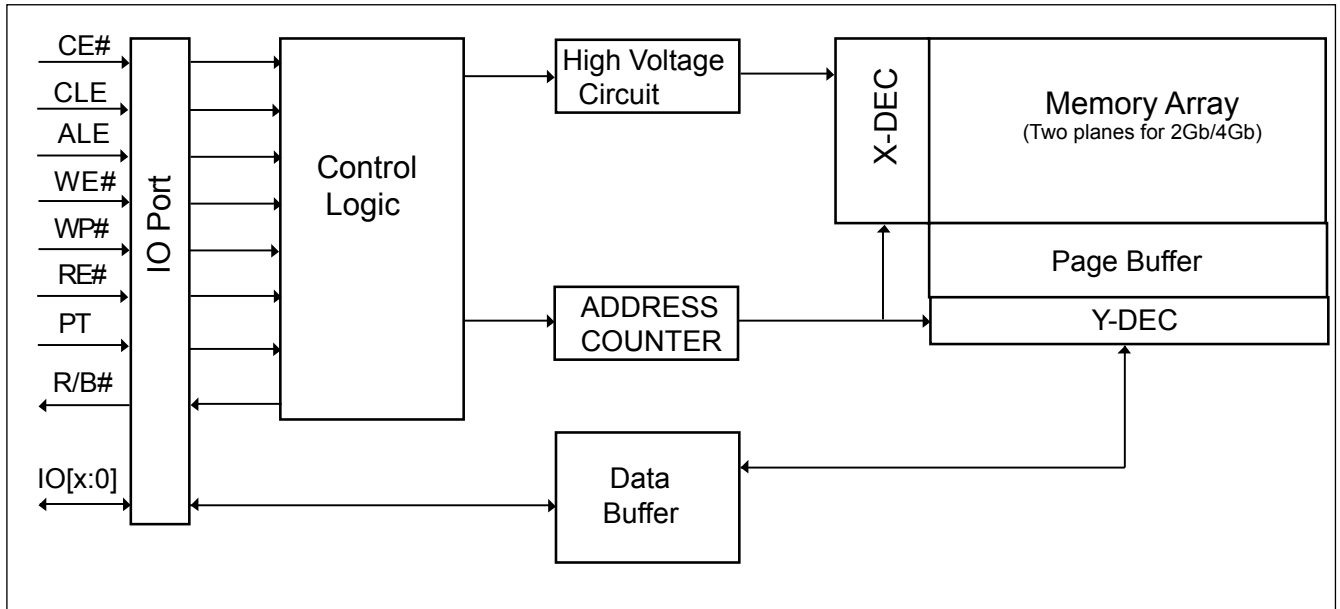 CE#
CLE
ALE
WE#
WP#
RE#
PT
R/B#
IO[x:0]
IO Port
Control
Logic
High Voltage
Circuit
ADDRESS
COUNTER
Data
Buffer
X-DEC
Memory Array
(Two planes for 2Gb/4Gb)
Page Buffer
Y-DEC